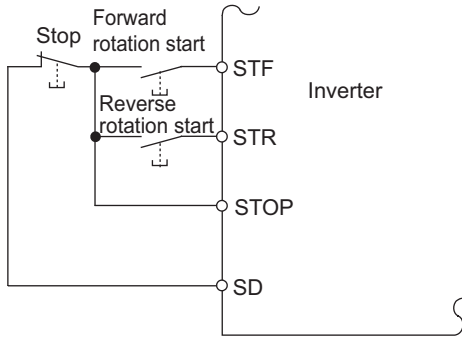 Forward
rotation start
Stop
STF
Inverter
Reverse
rotation start
STR
STOP
SD